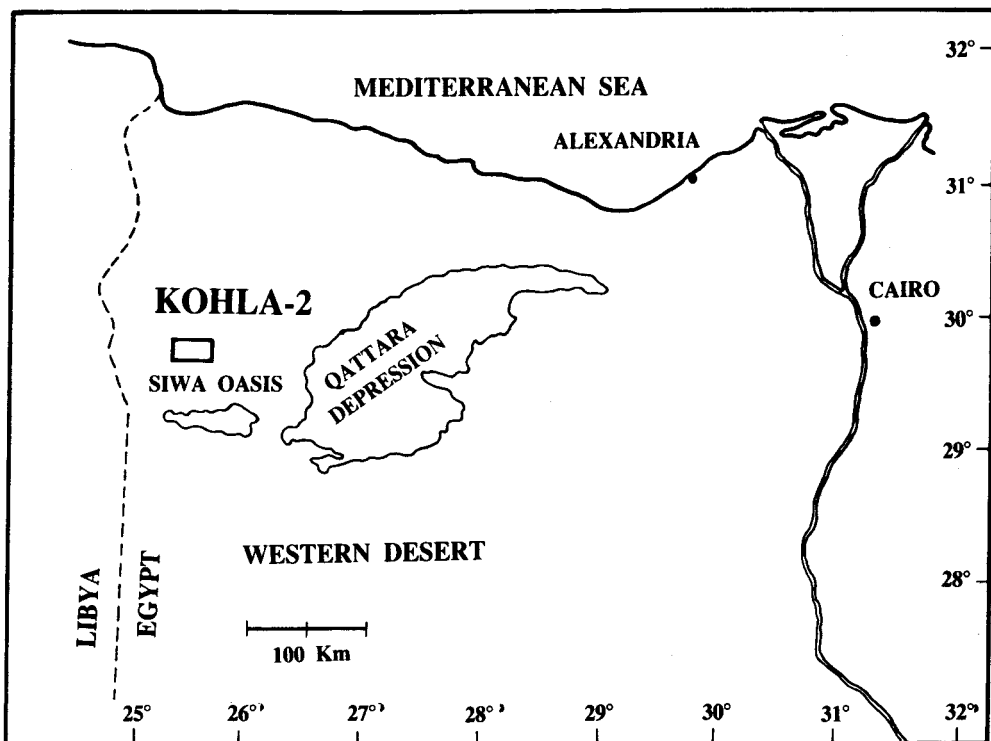 32°
MEDITERRANEAN SEA
ALEXANDRIA
31°
KOHLA-2
CAIRO
30°
QATTARA
DEPRESSION
SIWA OASIS
29°
WESTERN DESERT
28°
LIBYA
EGYPT
100 Km
25° 26° 27° 28° 29° 30° 31° 32°